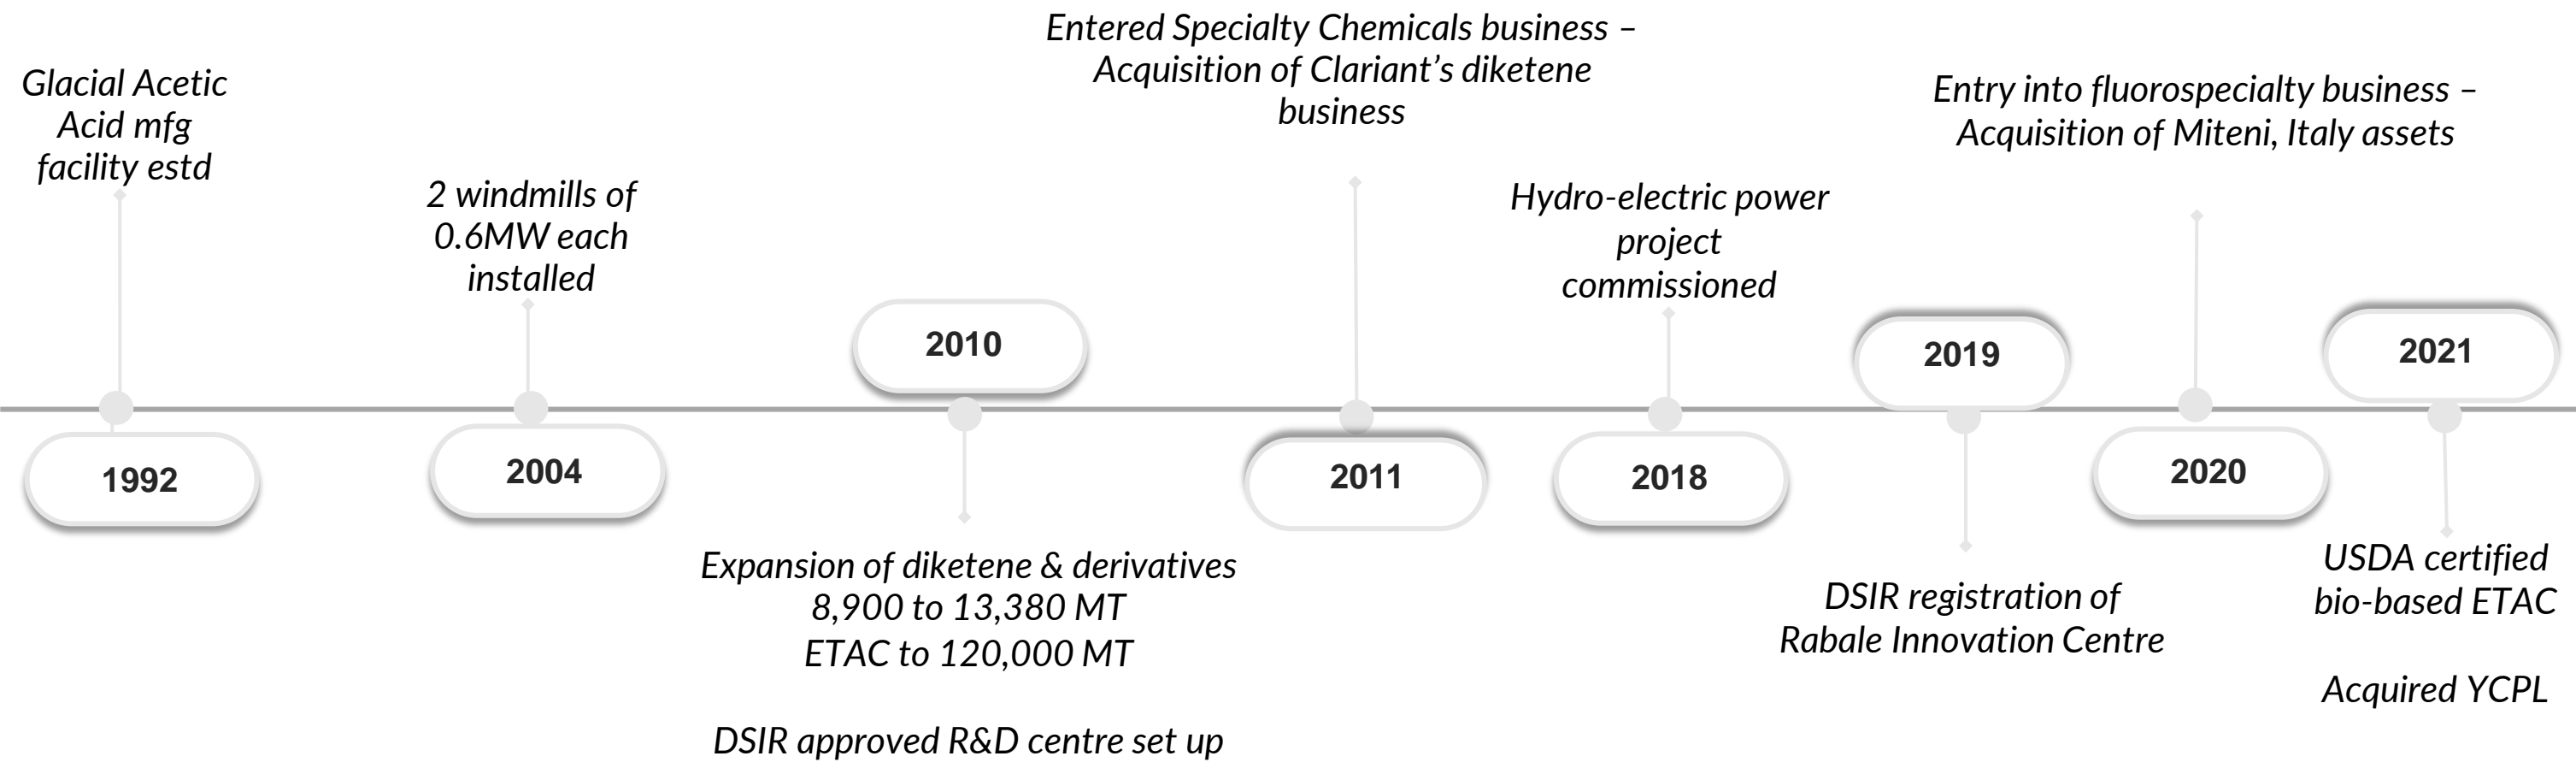 Glacial Acetic
Acid mfg
facility estd
1992
2 windmills of
0.6MW each
installed
2004
2010
Expansion of diketene & derivatives
8,900 to 13,380 MT
ETAC to 120,000 MT
DSIR approved R&D centre set up
Entered Specialty Chemicals business –
Acquisition of Clariant’s diketene
business
2011
Hydro-electric power
project
commissioned
2018
2019
DSIR registration of
Rabale Innovation Centre
Entry into fluorospecialty business –
Acquisition of Miteni, Italy assets
2020
2021
USDA certified
bio-based ETAC
Acquired YCPL